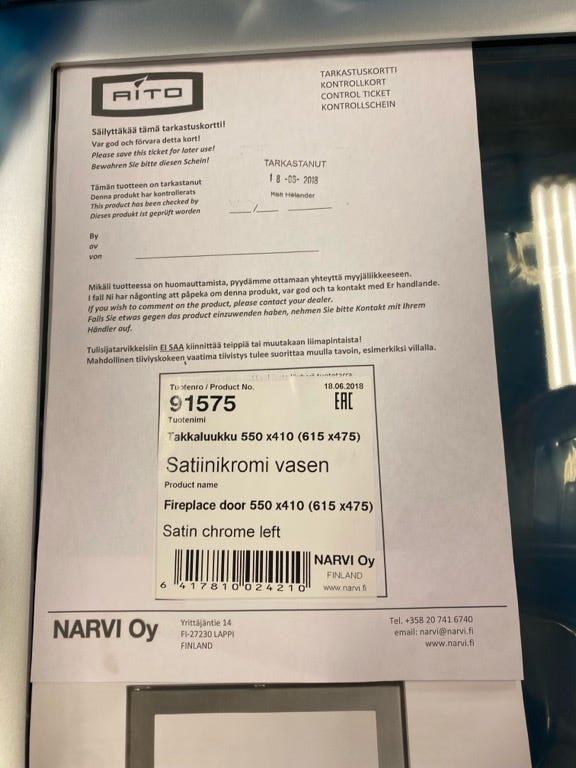 AITO
TARKASTUSKORTTI
KONTROLLKORT
CONTROL TICKET
KONTROLLSCHEIN
Säilyttäkää tämä tarkastuskortti!
Var god och förvara detta kort!
Please save this ticket for later use!
Bewahren Sie bitte diesen Schein!
TARKASTANUT
18 -06- 2018
Matti Helander
Tämän tuotteen on tarkastanut
Denna produkt har kontrollerats
This product has been checked by
Dieses produkt ist geprüft worden
By
av
von
Mikäli tuotteessa on huomauttamista, pyydämme ottamaan yhteyttä myyjäliikkeeseen.
I fall Ni har någonting att påpeka om denna produkt, var god och ta kontakt med Er handlande.
If you wish to comment on the product, please contact your dealer.
Falls Sie etwas gegen das product einzuwenden haben, nehmen Sie bitte Kontakt mit Ihrem
Händler auf.
Tulisijatarvikkeisiin EI SAA kiinnittää teippiä tai muutakaan liimapintaista!
Mahdollinen tiiviyskokeen vaatima tiivistys tulee suorittaa muulla tavoin, esimerkiksi villalla.
Tuotenro / Product No. 18.06.2018
91575 EAC
Tuotenimi
Takkaluukku 550 x410 (615 x475)
Satiinikromi vasen
Product name
Fireplace door 550 x410 (615 x475)
Satin chrome left
NARVI Oy
FINLAND
www.narvi.fi
6 417810 024210
NARVI Oy
Yrittäjäntie 14
FI-27230 LAPPI
FINLAND
Tel. +358 20 741 6740
email: narvi@narvi.fi
www.narvi.fi